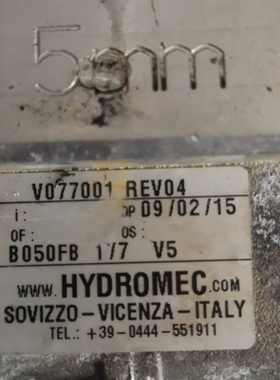 5mm
V077001 REV04
i: DP 09/02/15
OF: OS:
B050FB 1/7 V5
www.HYDROMEC.com
SOVIZZO-VICENZA-ITALY
TEL.: +39-0444-551911